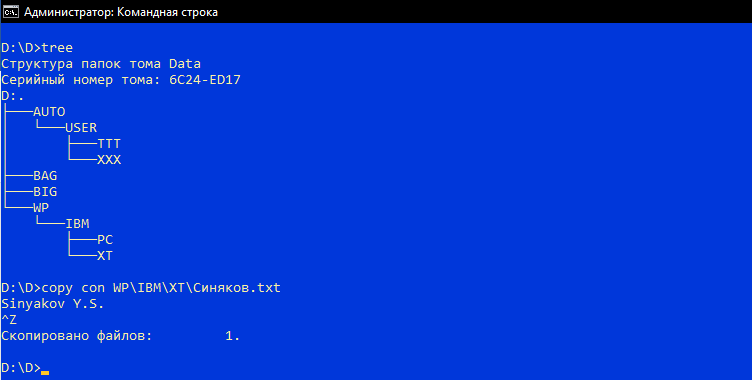 Администратор: Командная строка
D:\D>tree
Структура папок тома Data
Серийный номер тома: 6C24-ED17
D:.
├───AUTO
│   └───USER
│       ├───TTT
│       └───XXX
├───BAG
├───BIG
└───WP
    └───IBM
        ├───PC
        └───XT
D:\D>copy con WP\IBM\XT\Синяков.txt
Sinyakov Y.S.
^Z
Скопировано файлов:         1.
D:\D>